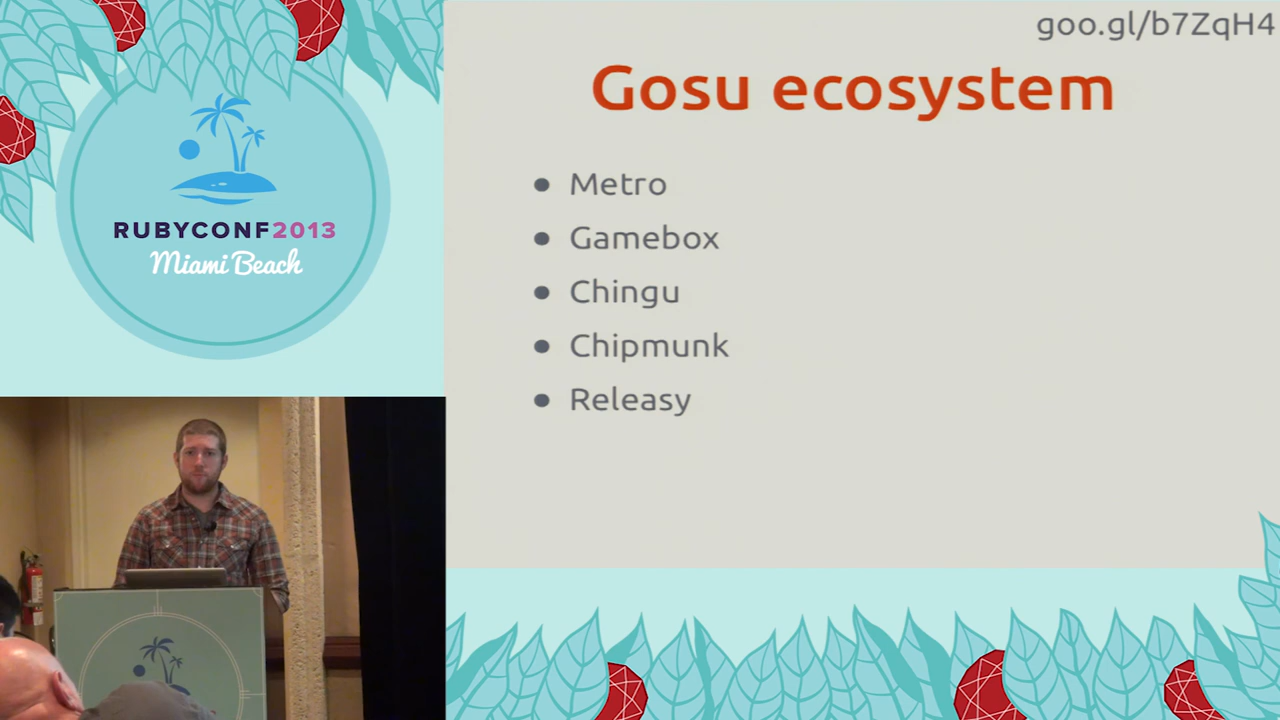 RUBYCONF2013
Miami Beach
goo.gl/b7ZqH4
Gosu ecosystem
• Metro
• Gamebox
• Chingu
• Chipmunk
• Releasy